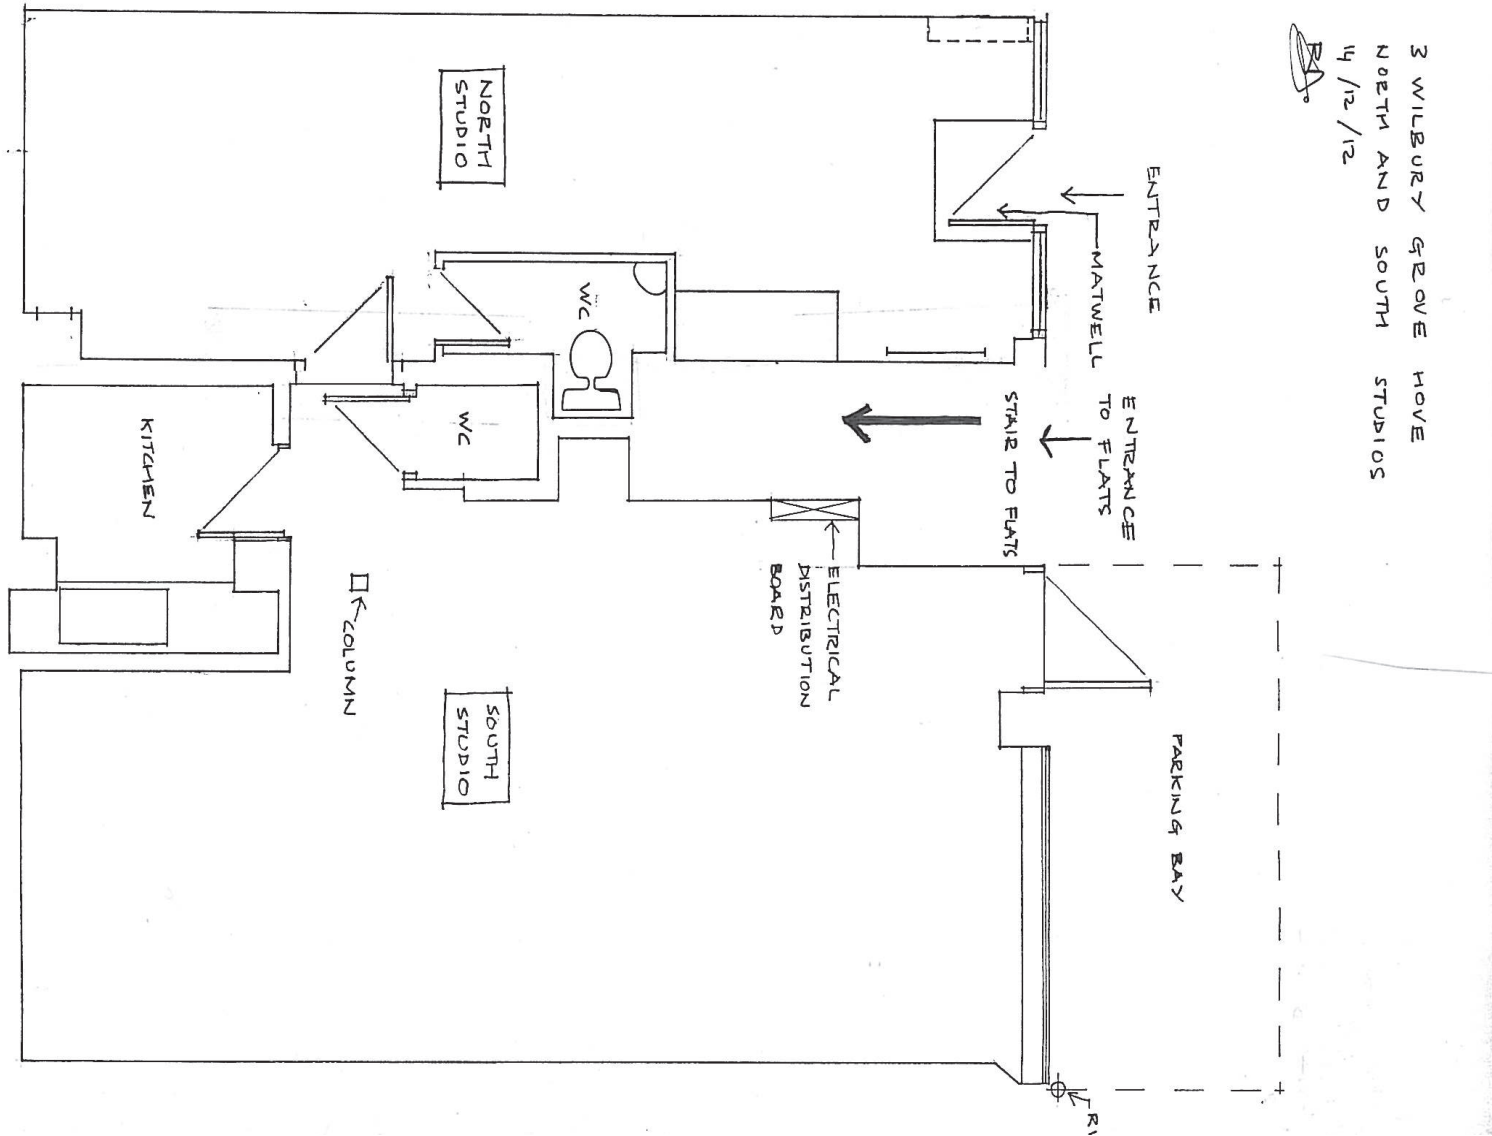 3 WILBURY GROVE HOVE
NORTH AND SOUTH STUDIOS
14/12/12
ENTRANCE
MATWELL
ENTRANCE
TO FLATS
STAIR TO FLATS
NORTH
STUDIO
WC
WC
KITCHEN
ELECTRICAL
DISTRIBUTION
BOARD
COLUMN
SOUTH
STUDIO
PARKING BAY